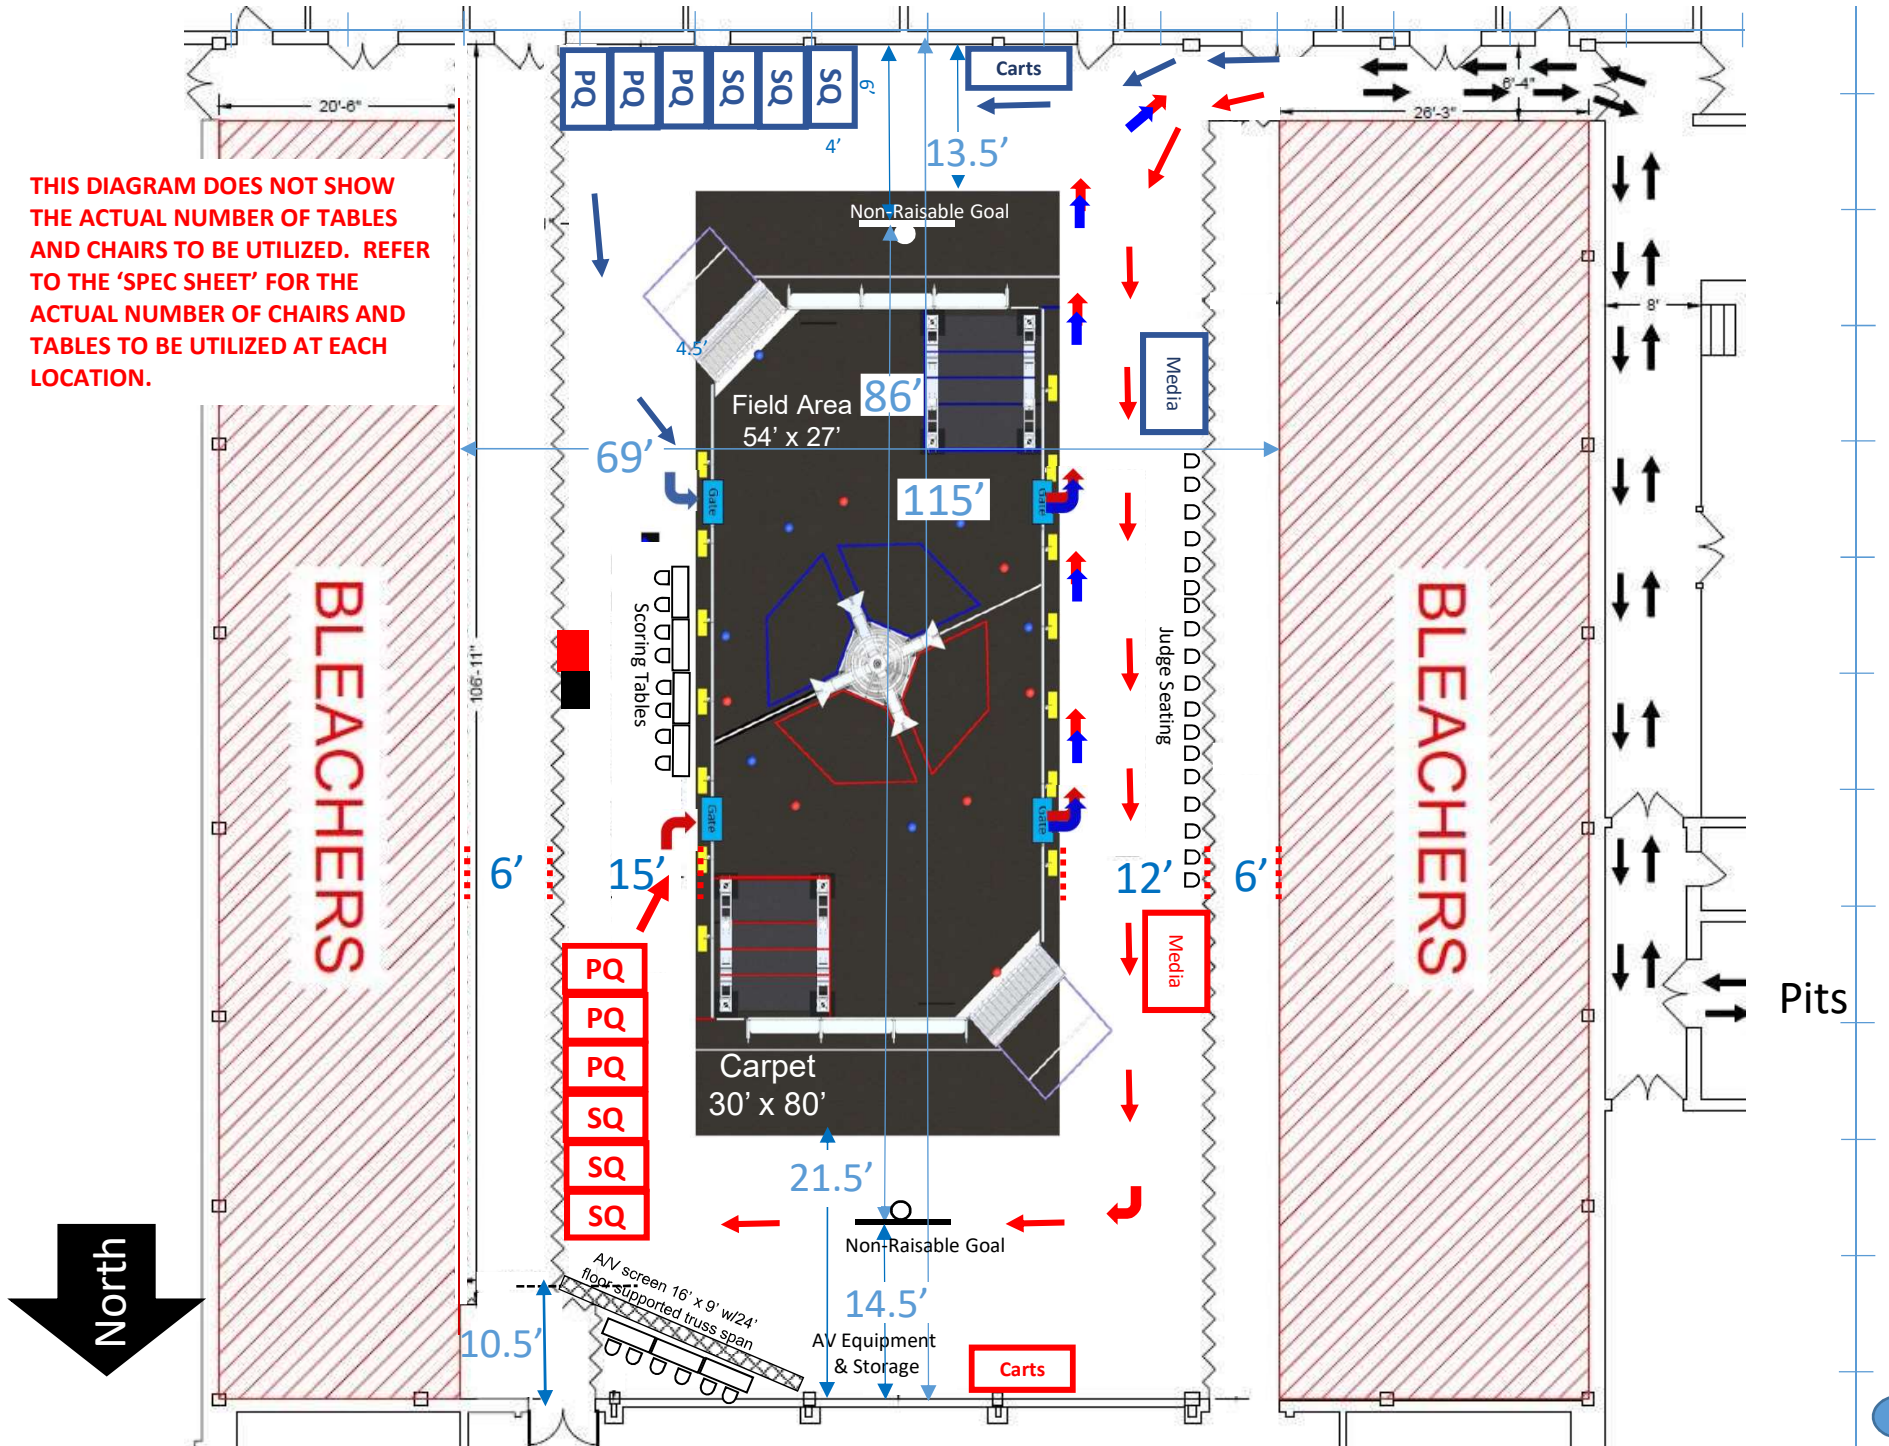 PQ
PQ
PQ
SQ
SQ
SQ
6'
4'
Carts
13.5'
20'-6"
6'-4"
26'-3"
THIS DIAGRAM DOES NOT SHOW
THE ACTUAL NUMBER OF TABLES
AND CHAIRS TO BE UTILIZED.  REFER
TO THE ‘SPEC SHEET’ FOR THE
ACTUAL NUMBER OF CHAIRS AND
TABLES TO BE UTILIZED AT EACH
LOCATION.
Non-Raisable Goal
8'
4.5’
Media
Field Area
54’ x 27’
86’
69’
115’
Gate
Gate
BLEACHERS
BLEACHERS
106'-11"
Scoring Tables
Judge Seating
Gate
Gate
6’
15’
12’
6’
PQ
PQ
PQ
SQ
SQ
SQ
Media
Pits
Carpet
30’ x 80’
21.5’
Non-Raisable Goal
North
A/V screen 16’ x 9’ w/24’
floor supported truss span
14.5’
10.5’
AV Equipment
& Storage
Carts